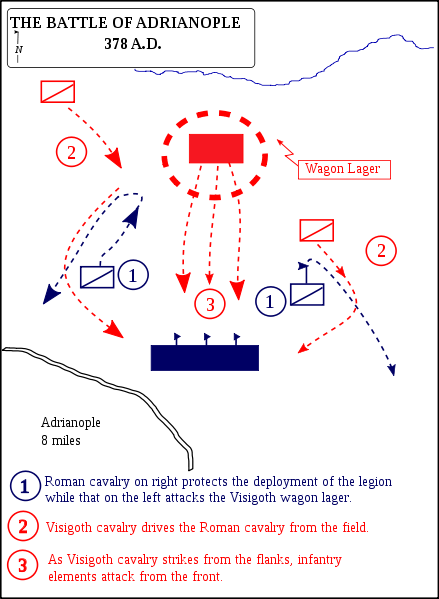 THE BATTLE OF ADRIANOPLE
378 A.D.
N
2
Wagon Lager
1
2
1
3
Adrianople
8 miles
1 Roman cavalry on right protects the deployment of the legion
while that on the left attacks the Visigoth wagon lager.
2 Visigoth cavalry drives the Roman cavalry from the field.
3 As Visigoth cavalry strikes from the flanks, infantry
elements attack from the front.